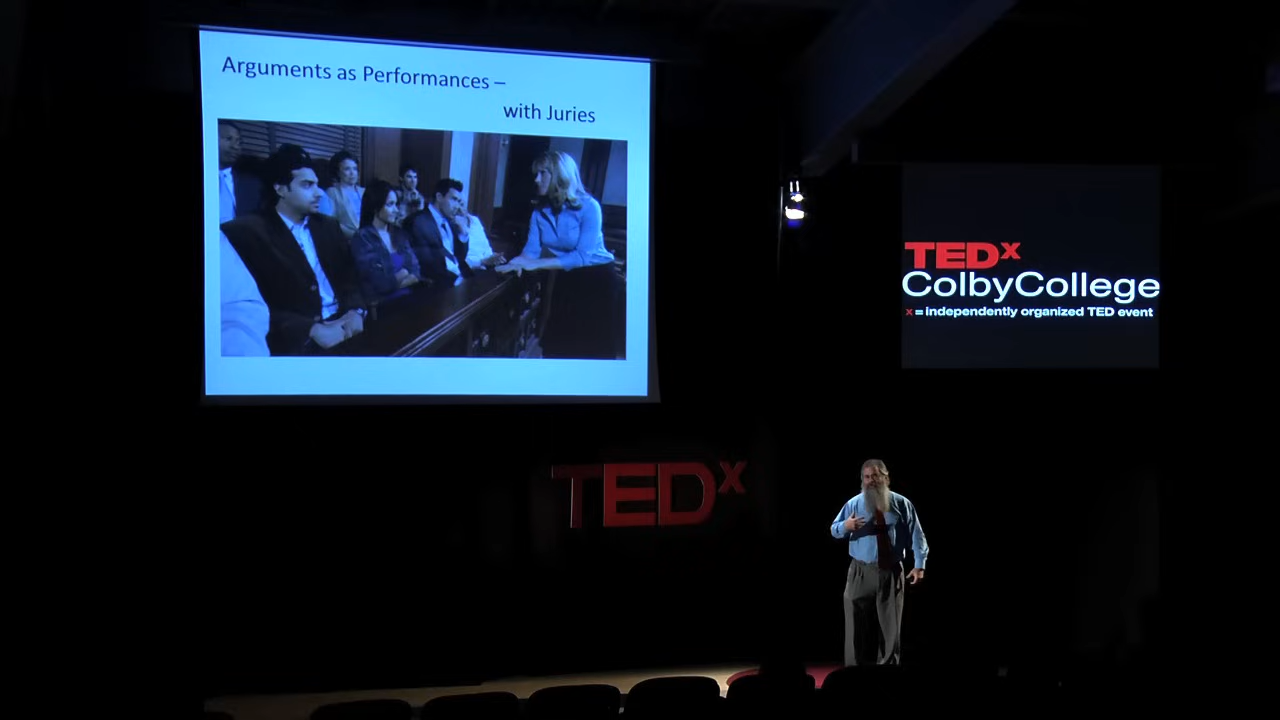 Arguments as Performances –
with Juries
TEDx
ColbyCollege
x = independently organized TED event
TEDx